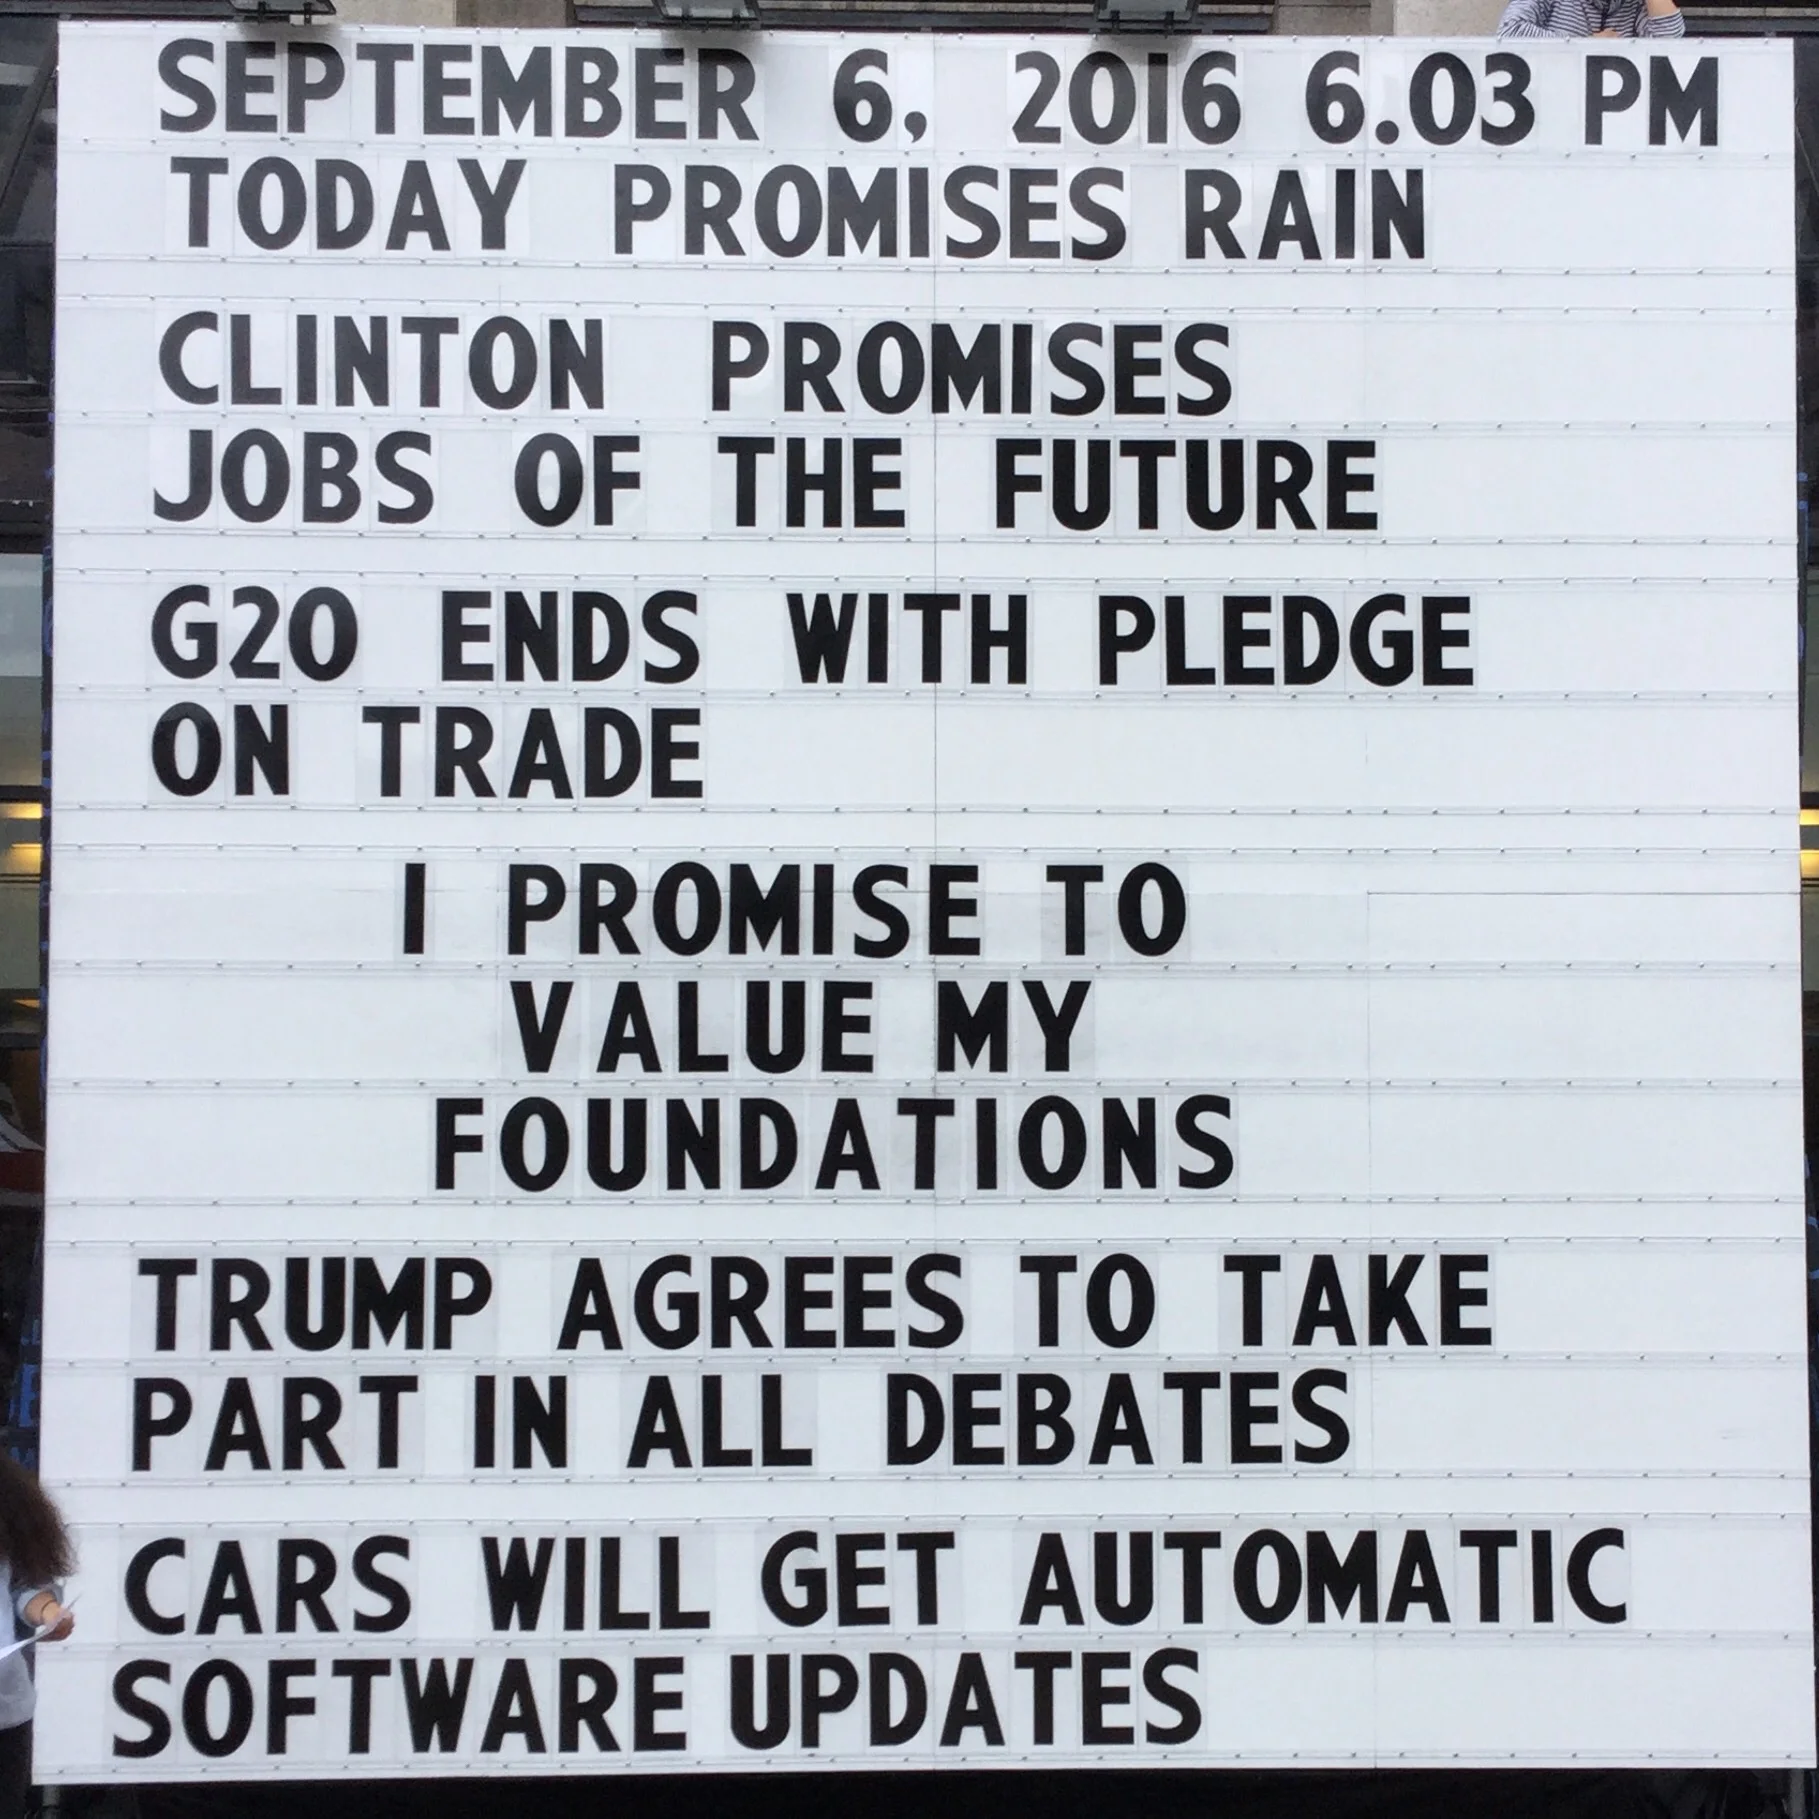 SEPTEMBER 6, 2016 6.03 PM
TODAY PROMISES RAIN
CLINTON PROMISES
JOBS OF THE FUTURE
G20 ENDS WITH PLEDGE
ON TRADE
I PROMISE TO
VALUE MY
FOUNDATIONS
TRUMP AGREES TO TAKE
PART IN ALL DEBATES
CARS WILL GET AUTOMATIC
SOFTWARE UPDATES